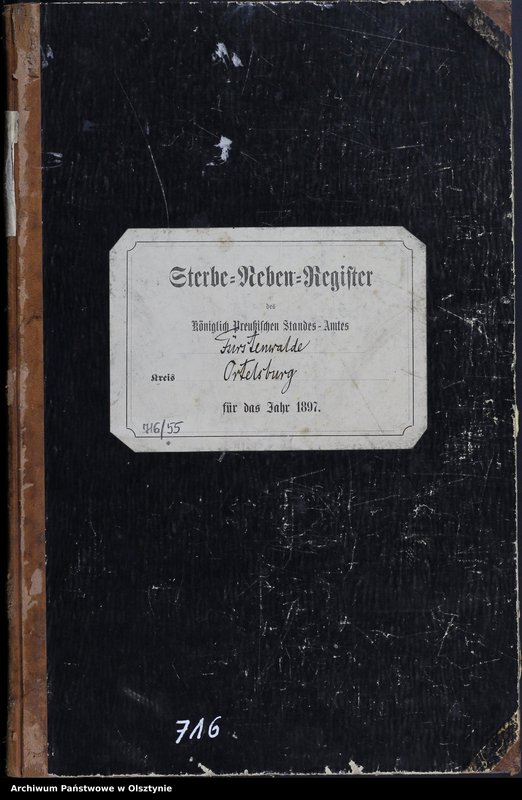 Sterbe=Neben=Register
des
Königlich Preußischen Standes-Amtes
Fürstenwalde
Kreis Ortelsburg
für das Jahr 1897.
716/55
716
Archiwum Państwowe w Olsztynie